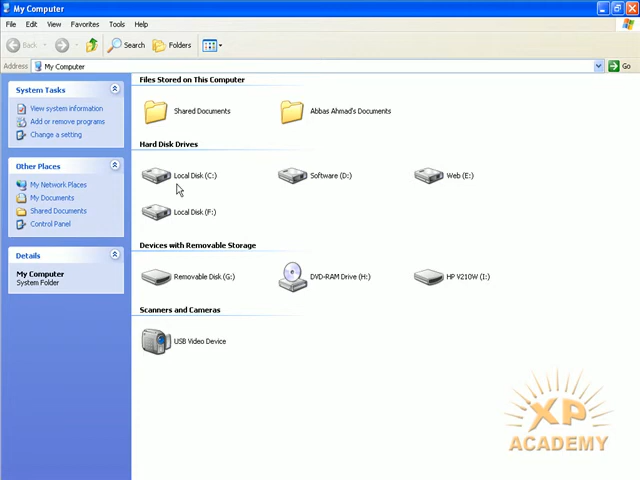 My Computer
File Edit View Favorites Tools Help
Back Search Folders
Address My Computer Go
System Tasks
View system information
Add or remove programs
Change a setting
Other Places
My Network Places
My Documents
Shared Documents
Control Panel
Details
My Computer
System Folder
Files Stored on This Computer
Shared Documents Abbas Ahmad's Documents
Hard Disk Drives
Local Disk (C:) Software (D:) Web (E:)
Local Disk (F:)
Devices with Removable Storage
Removable Disk (G:) DVD-RAM Drive (H:) HP V210W (I:)
Scanners and Cameras
USB Video Device
XP
ACADEMY